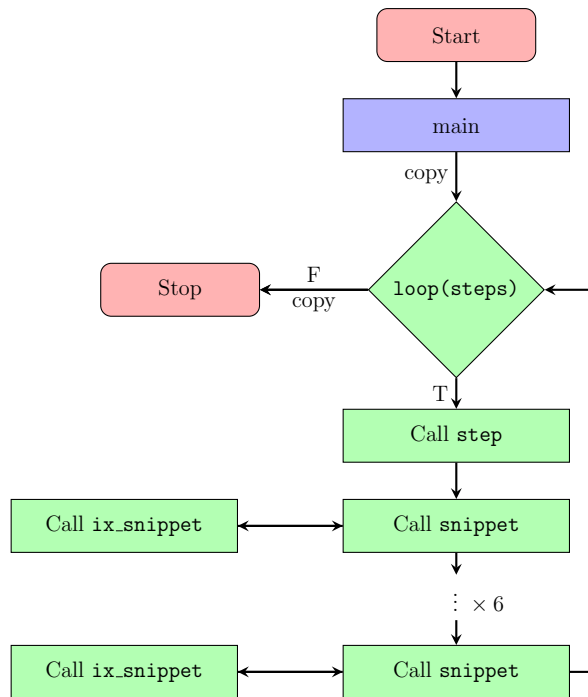 Start
main
copy
F
Stop
loop(steps)
copy
T
Call step
Call ix_snippet
Call snippet
⋮ × 6
Call ix_snippet
Call snippet